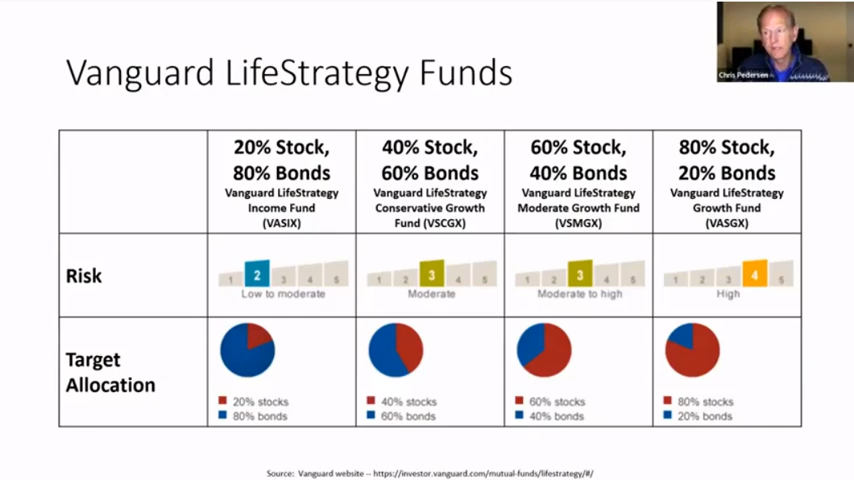 Vanguard LifeStrategy Funds
Chris Pedersen
20% Stock,
80% Bonds
Vanguard LifeStrategy
Income Fund
(VASIX)
40% Stock,
60% Bonds
Vanguard LifeStrategy
Conservative Growth
Fund (VSCGX)
60% Stock,
40% Bonds
Vanguard LifeStrategy
Moderate Growth Fund
(VSMGX)
80% Stock,
20% Bonds
Vanguard LifeStrategy
Growth Fund
(VASGX)
Risk
1 2 3 4 5
Low to moderate
1 2 3 4 5
Moderate
1 2 3 4 5
Moderate to high
1 2 3 4 5
High
Target
Allocation
20% stocks
80% bonds
40% stocks
60% bonds
60% stocks
40% bonds
80% stocks
20% bonds
Source: Vanguard website -- https://investor.vanguard.com/mutual-funds/lifestrategy/#/